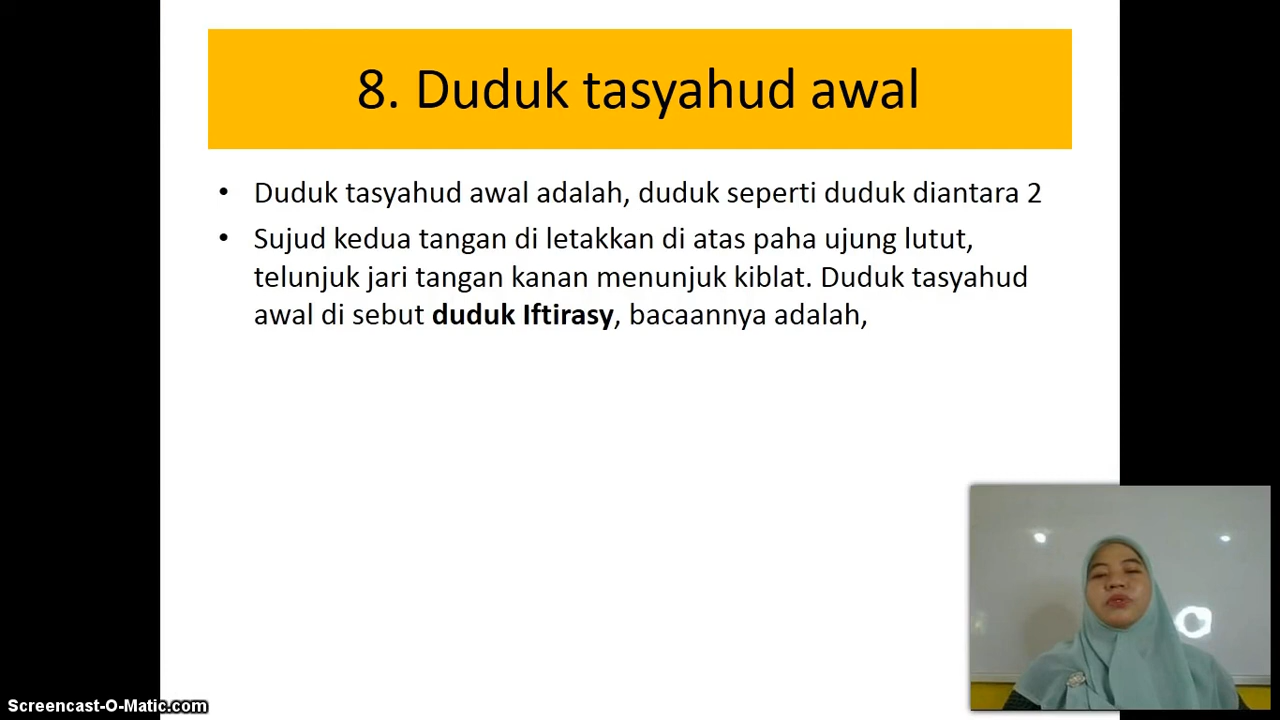 8. Duduk tasyahud awal
• Duduk tasyahud awal adalah, duduk seperti duduk diantara 2
• Sujud kedua tangan di letakkan di atas paha ujung lutut,
telunjuk jari tangan kanan menunjuk kiblat. Duduk tasyahud
awal di sebut duduk Iftirasy, bacaannya adalah,
Screencast-O-Matic.com